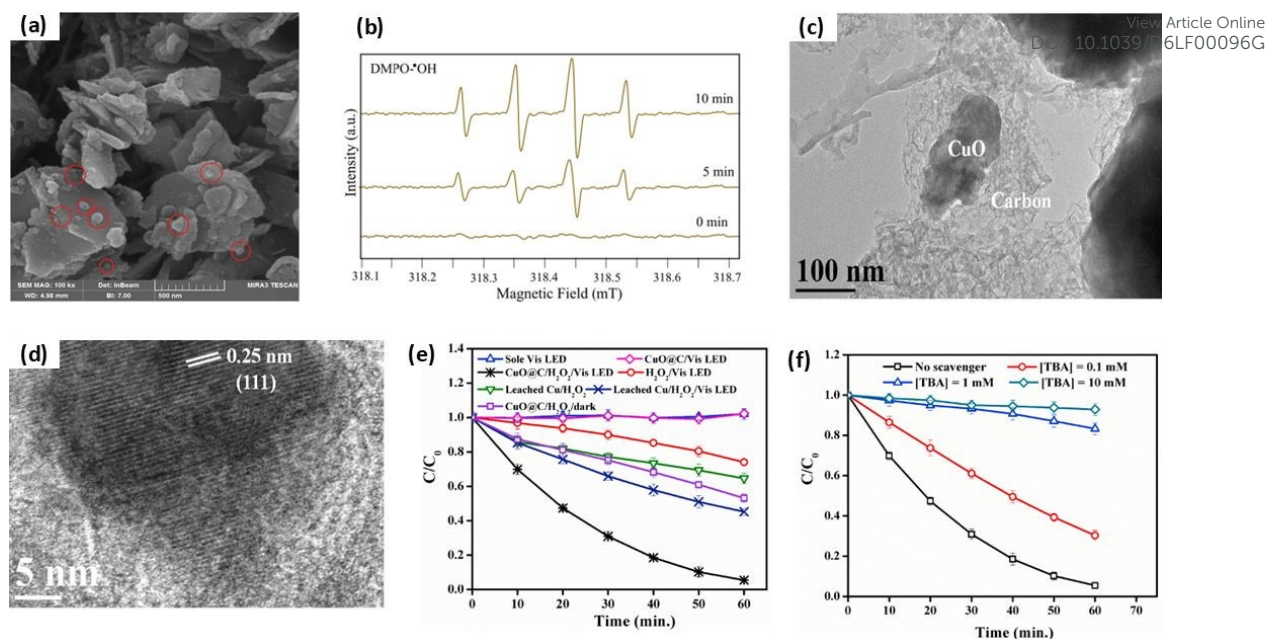 View Article Online
DOI: 10.1039/D6LF00096G
(a)
SEM MAG: 100 kx
Det: InBeam
MIRA3 TESCAN
WD: 4.98 mm
BI: 7.00
500 nm
(b)
DMPO-•OH
10 min
5 min
0 min
Intensity (a.u.)
318.1 318.2 318.3 318.4 318.5 318.6 318.7
Magnetic Field (mT)
(c)
CuO
Carbon
100 nm
(d)
0.25 nm
(111)
5 nm
(e)
Sole Vis LED
CuO@C/Vis LED
CuO@C/H₂O₂/Vis LED
H₂O₂/Vis LED
Leached Cu/H₂O₂
Leached Cu/H₂O₂/Vis LED
CuO@C/H₂O₂/dark
C/C₀
1.4
1.2
1.0
0.8
0.6
0.4
0.2
0.0
0 10 20 30 40 50 60
Time (min.)
(f)
No scavenger
[TBA] = 0.1 mM
[TBA] = 1 mM
[TBA] = 10 mM
C/C₀
1.2
1.0
0.8
0.6
0.4
0.2
0.0
0 10 20 30 40 50 60 70
Time (min.)